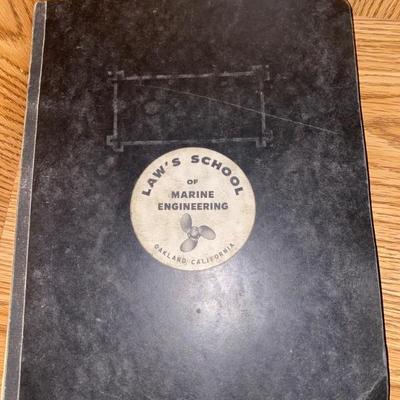 LAW'S SCHOOL
OF
MARINE
ENGINEERING
OAKLAND, CALIFORNIA